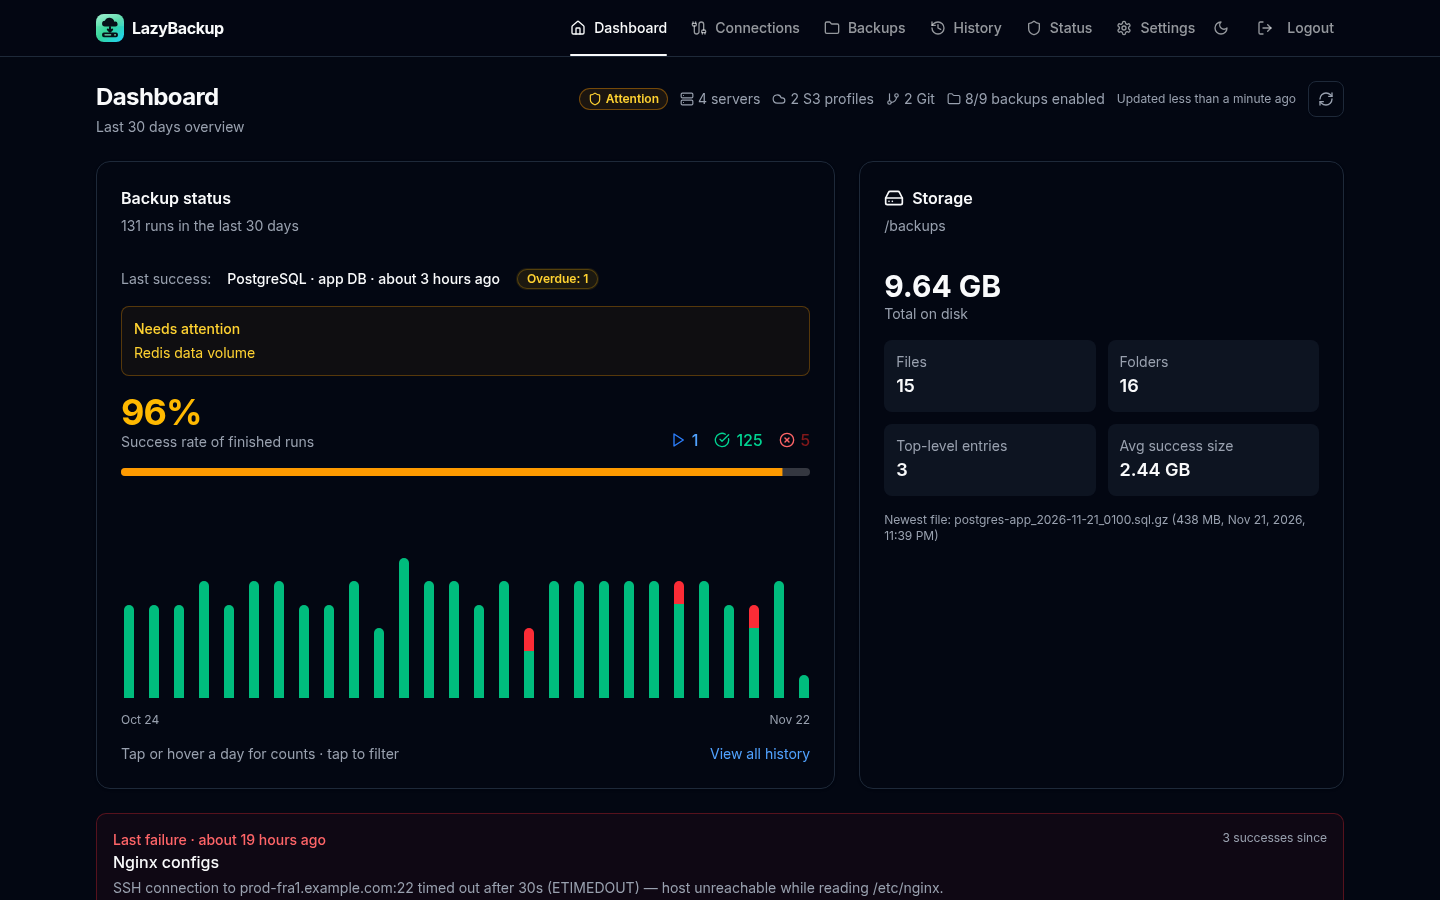 LazyBackup
Dashboard
Connections
Backups
History
Status
Settings
Logout
Dashboard
Last 30 days overview
Attention
4 servers
2 S3 profiles
2 Git
8/9 backups enabled
Updated less than a minute ago
Backup status
131 runs in the last 30 days
Last success: PostgreSQL · app DB · about 3 hours ago
Overdue: 1
Needs attention
Redis data volume
96%
Success rate of finished runs
1
125
5
Oct 24
Nov 22
Tap or hover a day for counts · tap to filter
View all history
Storage
/backups
9.64 GB
Total on disk
Files
15
Folders
16
Top-level entries
3
Avg success size
2.44 GB
Newest file: postgres-app_2026-11-21_0100.sql.gz (438 MB, Nov 21, 2026,
11:39 PM)
Last failure · about 19 hours ago
3 successes since
Nginx configs
SSH connection to prod-fra1.example.com:22 timed out after 30s (ETIMEDOUT) — host unreachable while reading /etc/nginx.